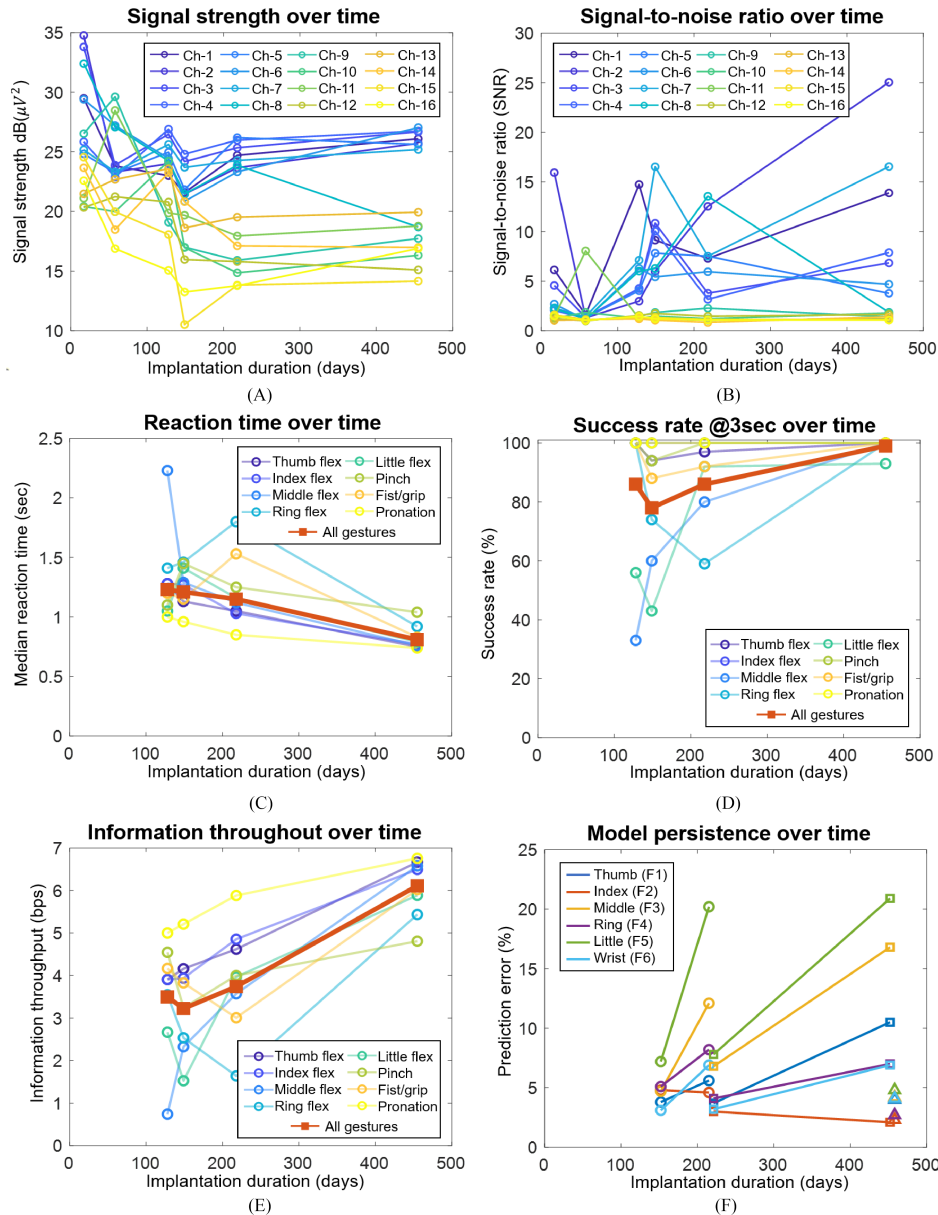 Signal strength over time
Signal strength dB(μV²)
35
30
25
20
15
10
0 100 200 300 400 500
Ch-1 Ch-5 Ch-9 Ch-13
Ch-2 Ch-6 Ch-10 Ch-14
Ch-3 Ch-7 Ch-11 Ch-15
Ch-4 Ch-8 Ch-12 Ch-16
Implantation duration (days)
(A)
Signal-to-noise ratio over time
Signal-to-noise ratio (SNR)
30
25
20
15
10
5
0
0 100 200 300 400 500
Ch-1 Ch-5 Ch-9 Ch-13
Ch-2 Ch-6 Ch-10 Ch-14
Ch-3 Ch-7 Ch-11 Ch-15
Ch-4 Ch-8 Ch-12 Ch-16
Implantation duration (days)
(B)
Reaction time over time
Median reaction time (sec)
2.5
2
1.5
1
0.5
0
0 100 200 300 400 500
Thumb flex Little flex
Index flex Pinch
Middle flex Fist/grip
Ring flex Pronation
All gestures
Implantation duration (days)
(C)
Success rate @3sec over time
Success rate (%)
100
80
60
40
20
0
0 100 200 300 400 500
Thumb flex Little flex
Index flex Pinch
Middle flex Fist/grip
Ring flex Pronation
All gestures
Implantation duration (days)
(D)
Information throughout over time
Information throughput (bps)
7
6
5
4
3
2
1
0
0 100 200 300 400 500
Thumb flex Little flex
Index flex Pinch
Middle flex Fist/grip
Ring flex Pronation
All gestures
Implantation duration (days)
(E)
Model persistence over time
Prediction error (%)
25
20
15
10
5
0
0 100 200 300 400 500
Thumb (F1)
Index (F2)
Middle (F3)
Ring (F4)
Little (F5)
Wrist (F6)
Implantation duration (days)
(F)